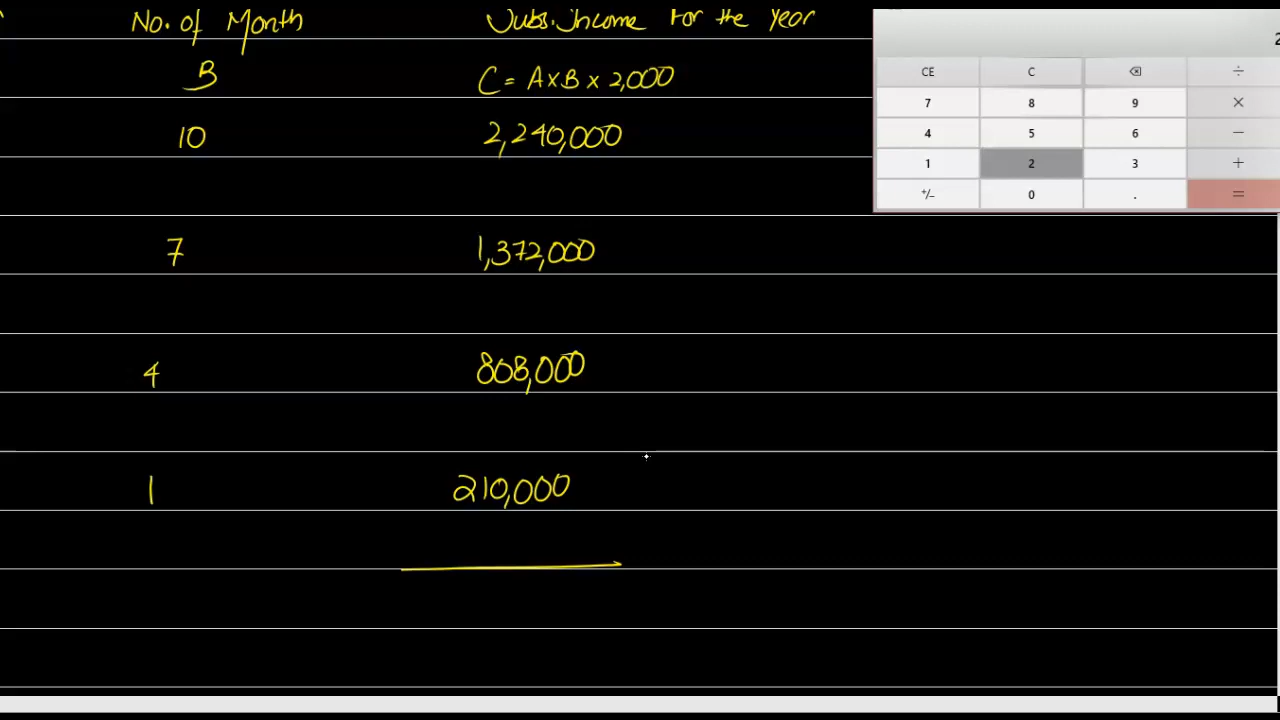 No. of Month Subs. Income For the Year
B C = A x B x 2,000
10 2,240,000
7 1,372,000
4 808,000
1 210,000
2
CE C ⌫ ÷
7 8 9 ×
4 5 6 −
1 2 3 +
+/− 0 . =